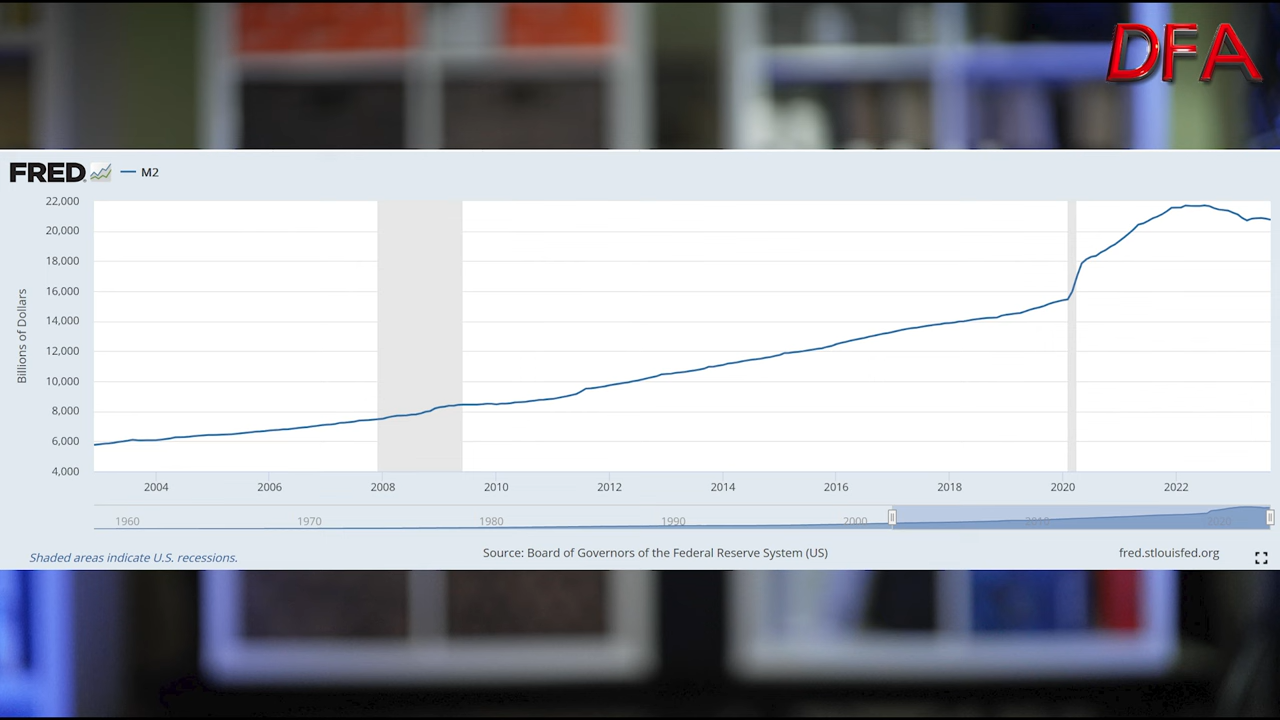 DFA
FRED M2
22,000
20,000
18,000
16,000
14,000
12,000
10,000
8,000
6,000
4,000
Billions of Dollars
2004 2006 2008 2010 2012 2014 2016 2018 2020 2022
1960 1970 1980 1990 2000 2010 2020
Shaded areas indicate U.S. recessions.
Source: Board of Governors of the Federal Reserve System (US)
fred.stlouisfed.org